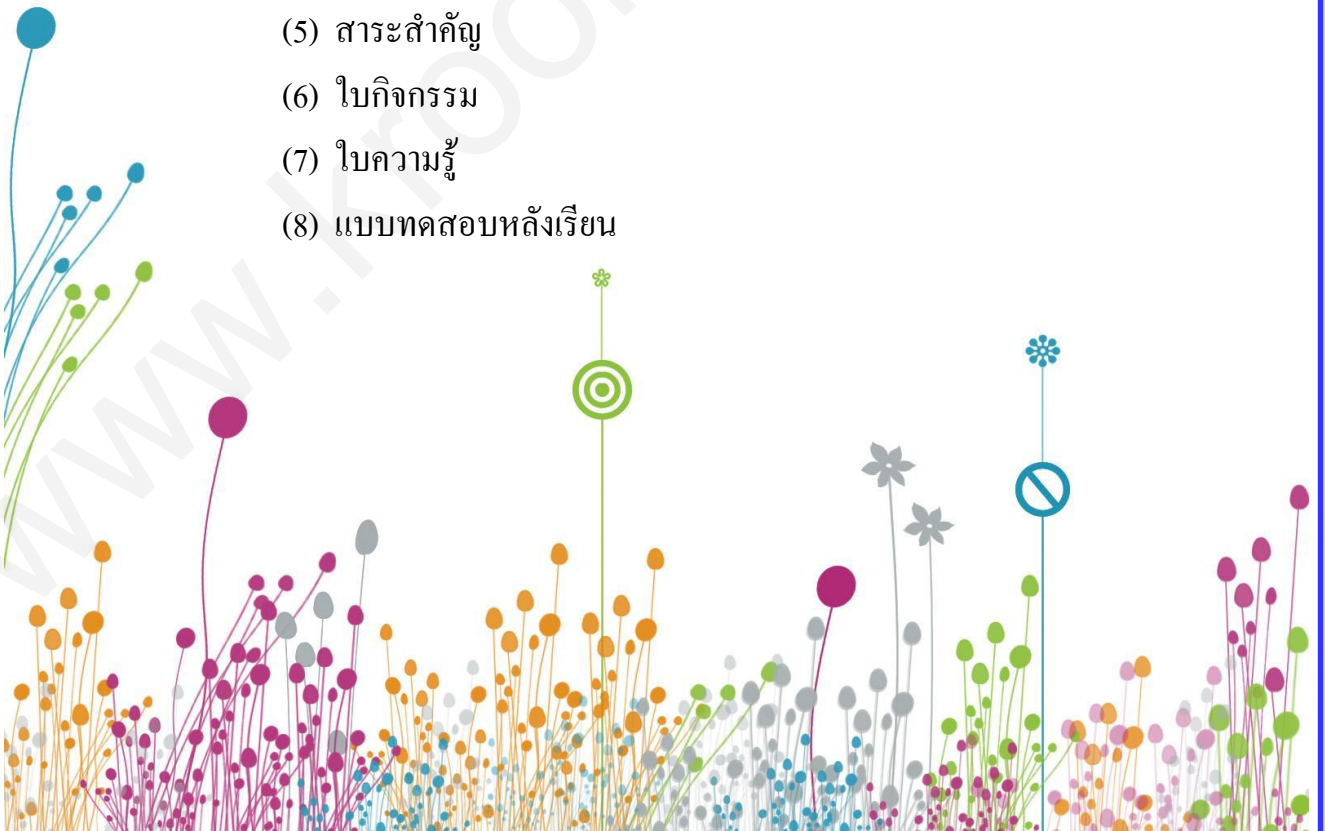 (5) สาระสำคัญ
(6) ใบกิจกรรม
(7) ใบความรู้
(8) แบบทดสอบหลังเรียน
www.kroo